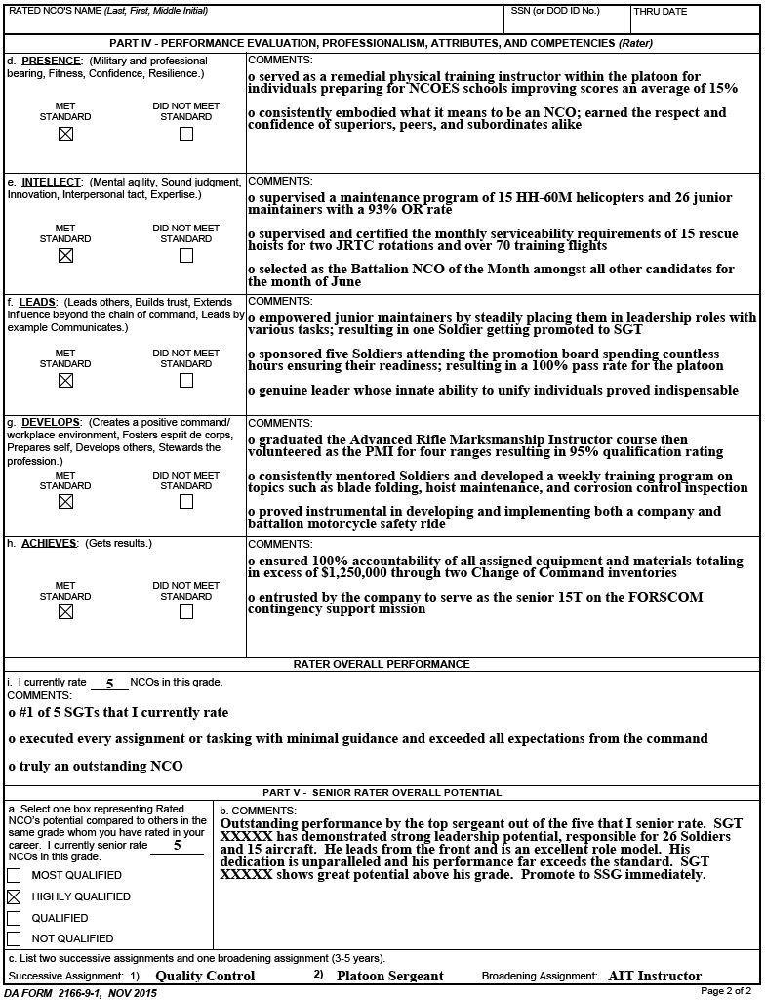 RATED NCO'S NAME (Last, First, Middle Initial)
SSN (or DOD ID No.)
THRU DATE
PART IV - PERFORMANCE EVALUATION, PROFESSIONALISM, ATTRIBUTES, AND COMPETENCIES (Rater)
d. PRESENCE: (Military and professional
bearing, Fitness, Confidence, Resilience.)
MET
STANDARD
DID NOT MEET
STANDARD
COMMENTS:
o served as a remedial physical training instructor within the platoon for
individuals preparing for NCOES schools improving scores an average of 15%
o consistently embodied what it means to be an NCO; earned the respect and
confidence of superiors, peers, and subordinates alike
e. INTELLECT: (Mental agility, Sound judgment,
Innovation, Interpersonal tact, Expertise.)
MET
STANDARD
DID NOT MEET
STANDARD
COMMENTS:
o supervised a maintenance program of 15 HH-60M helicopters and 26 junior
maintainers with a 93% OR rate
o supervised and certified the monthly serviceability requirements of 15 rescue
hoists for two JRTC rotations and over 70 training flights
o selected as the Battalion NCO of the Month amongst all other candidates for
the month of June
f. LEADS: (Leads others, Builds trust, Extends
influence beyond the chain of command, Leads by
example Communicates.)
MET
STANDARD
DID NOT MEET
STANDARD
COMMENTS:
o empowered junior maintainers by steadily placing them in leadership roles with
various tasks; resulting in one Soldier getting promoted to SGT
o sponsored five Soldiers attending the promotion board spending countless
hours ensuring their readiness; resulting in a 100% pass rate for the platoon
o genuine leader whose innate ability to unify individuals proved indispensable
g. DEVELOPS: (Creates a positive command/
workplace environment, Fosters esprit de corps,
Prepares self, Develops others, Stewards the
profession.)
MET
STANDARD
DID NOT MEET
STANDARD
COMMENTS:
o graduated the Advanced Rifle Marksmanship Instructor course then
volunteered as the PMI for four ranges resulting in 95% qualification rating
o consistently mentored Soldiers and developed a weekly training program on
topics such as blade folding, hoist maintenance, and corrosion control inspection
o proved instrumental in developing and implementing both a company and
battalion motorcycle safety ride
h. ACHIEVES: (Gets results.)
MET
STANDARD
DID NOT MEET
STANDARD
COMMENTS:
o ensured 100% accountability of all assigned equipment and materials totaling
in excess of $1,250,000 through two Change of Command inventories
o entrusted by the company to serve as the senior 15T on the FORSCOM
contingency support mission
RATER OVERALL PERFORMANCE
i. I currently rate 5 NCOs in this grade.
COMMENTS:
o #1 of 5 SGTs that I currently rate
o executed every assignment or tasking with minimal guidance and exceeded all expectations from the command
o truly an outstanding NCO
PART V - SENIOR RATER OVERALL POTENTIAL
a. Select one box representing Rated
NCO's potential compared to others in the
same grade whom you have rated in your
career. I currently senior rate 5
NCOs in this grade.
MOST QUALIFIED
HIGHLY QUALIFIED
QUALIFIED
NOT QUALIFIED
b. COMMENTS:
Outstanding performance by the top sergeant out of the five that I senior rate. SGT
XXXXX has demonstrated strong leadership potential, responsible for 26 Soldiers
and 15 aircraft. He leads from the front and is an excellent role model. His
dedication is unparalleled and his performance far exceeds the standard. SGT
XXXXX shows great potential above his grade. Promote to SSG immediately.
c. List two successive assignments and one broadening assignment (3-5 years).
Successive Assignment: 1) Quality Control 2) Platoon Sergeant Broadening Assignment: AIT Instructor
DA FORM 2166-9-1, NOV 2015
Page 2 of 2